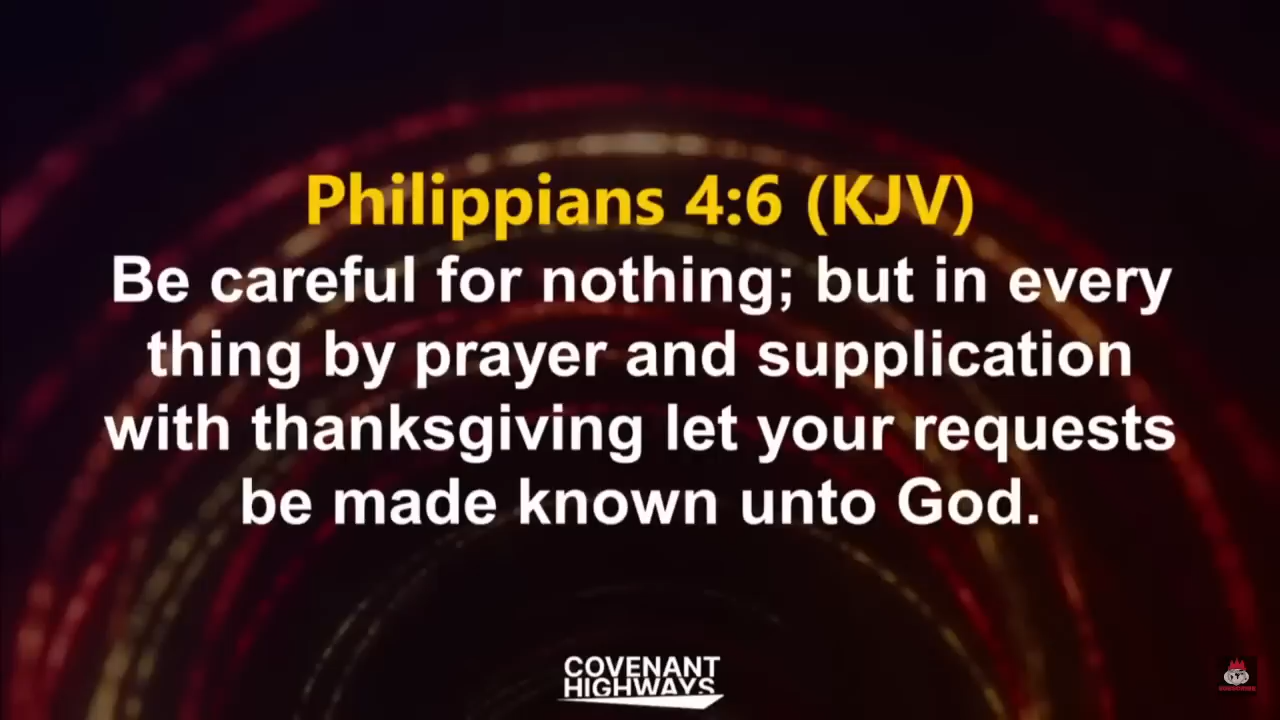 Philippians 4:6 (KJV)
Be careful for nothing; but in every
thing by prayer and supplication
with thanksgiving let your requests
be made known unto God.
COVENANT
HIGHWAYS